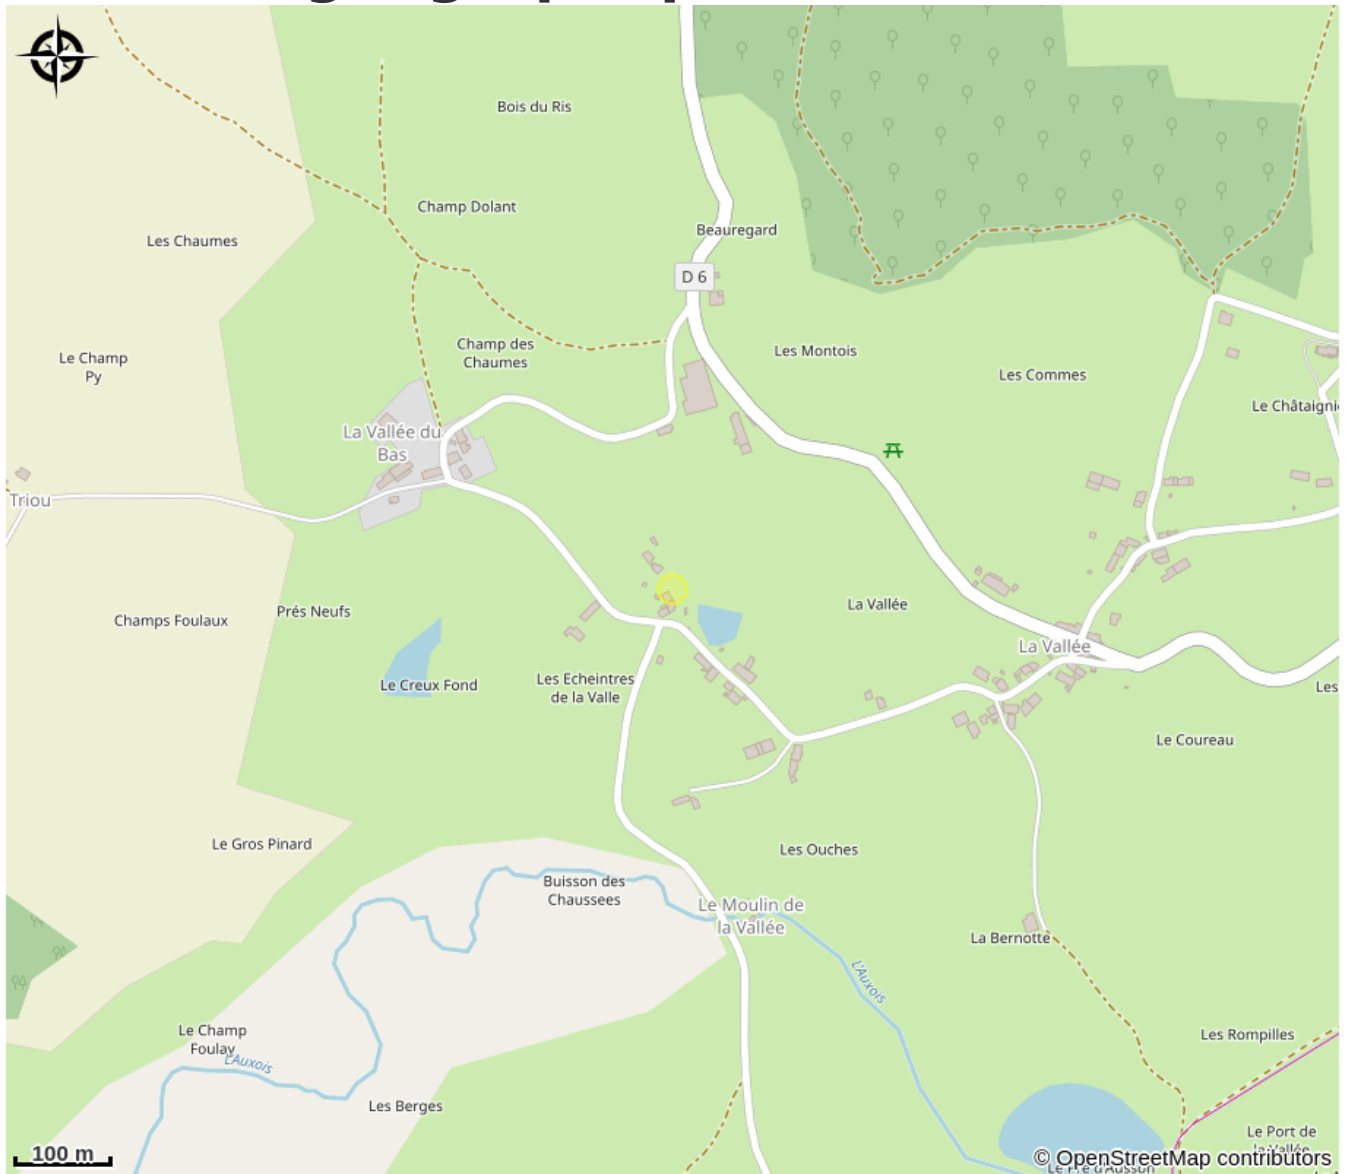 Bois du Ris
Champ Dolant
Les Chaumes
Beauregard
D 6
Champ des
Chaumes
Les Montois
Le Champ
Py
Les Commes
Le Châtaigni
La Vallée du
Bas
Triou
La Vallée
Prés Neufs
Champs Foulaux
La Vallée
Les Echeintres
de la Valle
Le Creux Fond
Les
Le Coureau
Le Gros Pinard
Les Ouches
Buisson des
Chaussees
Le Moulin de
la Vallée
La Bernotte
L'Auxois
Le Champ
Foulay
L'Auxois
Les Rompilles
Les Berges
Le Port de
la Vallée
100 m
© OpenStreetMap contributors